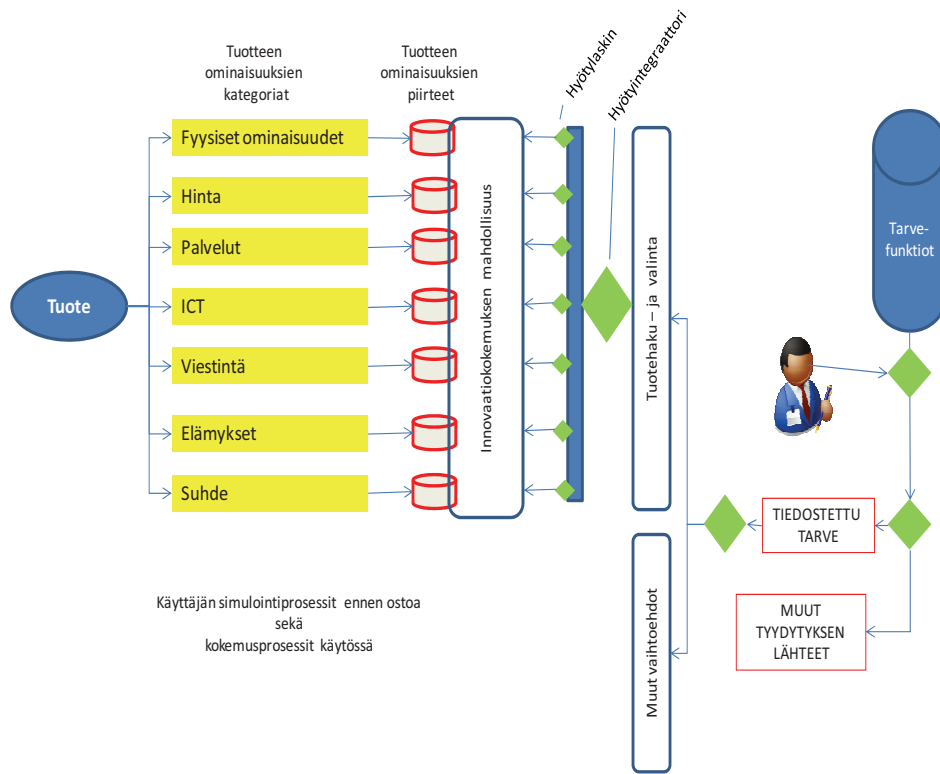 Tuotteen
ominaisuuksien
kategoriat
Tuotteen
ominaisuuksien
piirteet
Hyötylaskin
Hyötyintegraattori
Fyysiset ominaisuudet
Hinta
Palvelut
ICT
Viestintä
Elämykset
Suhde
Tuote
Innovaatiokokemuksen mahdollisuus
Tuotehaku – ja valinta
Muut vaihtoehdot
Tarve-
funktiot
TIEDOSTETTU
TARVE
MUUT
TYYDYTYKSEN
LÄHTEET
Käyttäjän simulointiprosessit ennen ostoa
sekä
kokemusprosessit käytössä